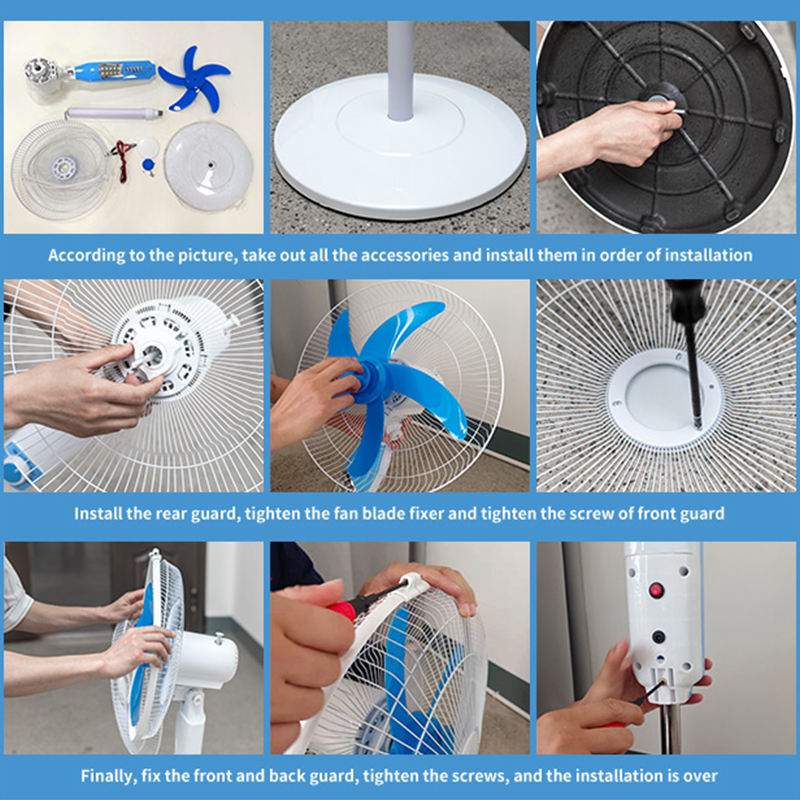 According to the picture, take out all the accessories and install them in order of installation
Install the rear guard, tighten the fan blade fixer and tighten the screw of front guard
Finally, fix the front and back guard, tighten the screws, and the installation is over